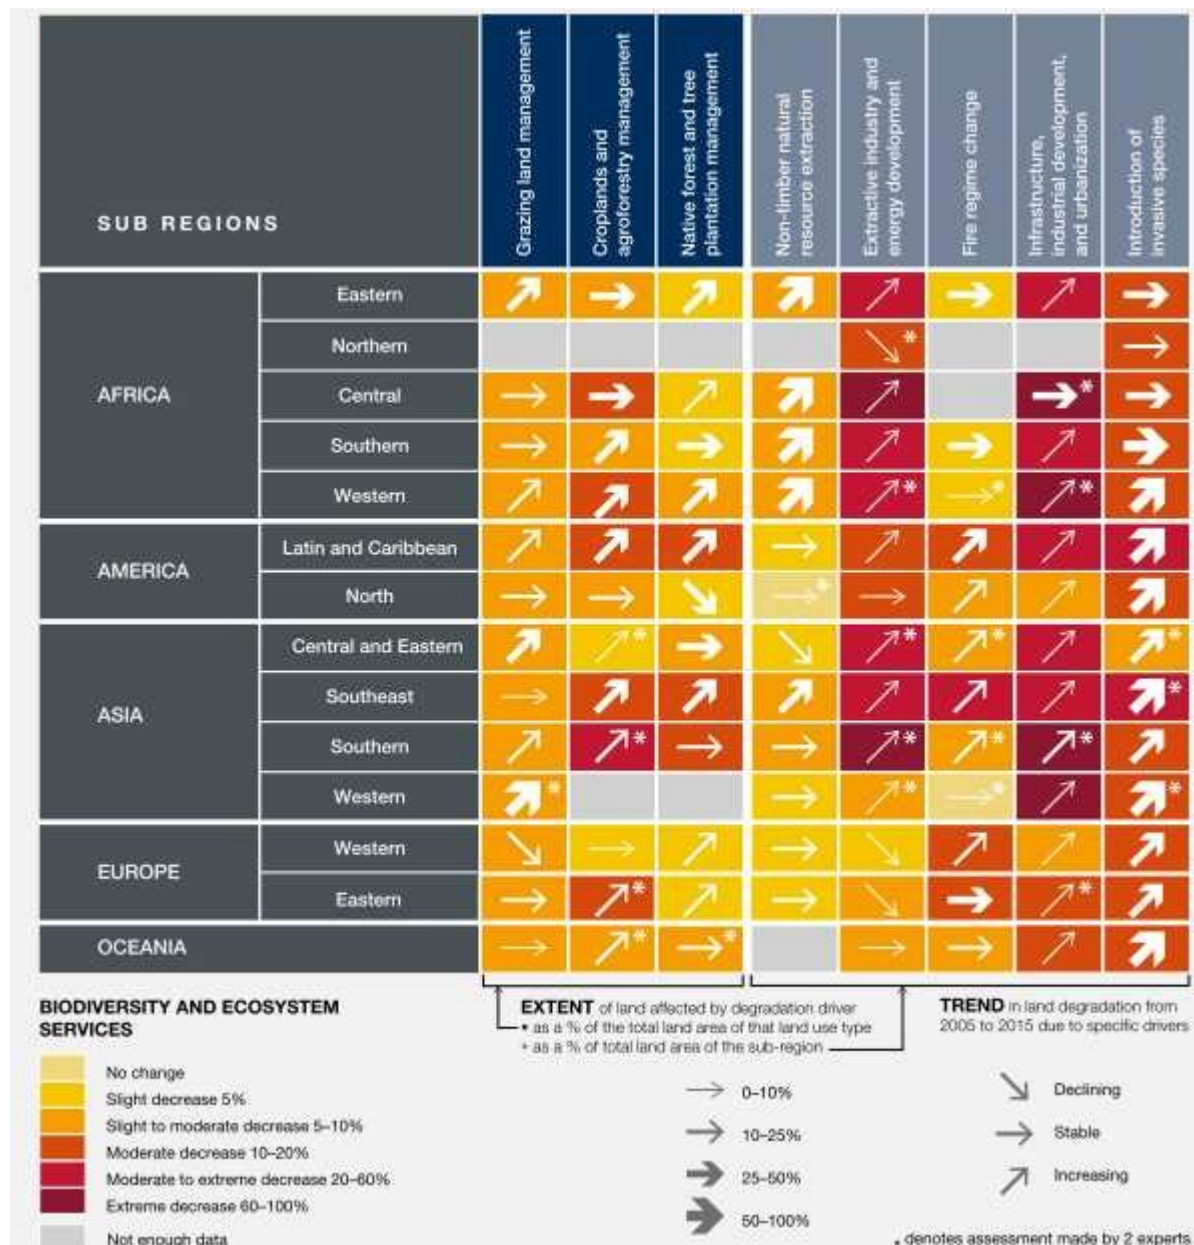 SUB REGIONS
Grazing land management
Croplands and
agroforestry management
Native forest and tree
plantation management
Non-timber natural
resource extraction
Extractive industry and
energy development
Fire regime change
Infrastructure,
industrial development,
and urbanization
Introduction of
invasive species
AFRICA
Eastern
Northern
*
Central
*
Southern
Western
* * *
AMERICA
Latin and Caribbean
North
*
ASIA
Central and Eastern
* * * *
Southeast
*
Southern
* * * *
Western
* * * *
EUROPE
Western
Eastern
* *
OCEANIA
* *
BIODIVERSITY AND ECOSYSTEM
SERVICES
No change
Slight decrease 5%
Slight to moderate decrease 5–10%
Moderate decrease 10–20%
Moderate to extreme decrease 20–60%
Extreme decrease 60–100%
Not enough data
EXTENT of land affected by degradation driver
• as a % of the total land area of that land use type
• as a % of total land area of the sub-region
0–10%
10–25%
25–50%
50–100%
TREND in land degradation from
2005 to 2015 due to specific drivers
Declining
Stable
Increasing
* denotes assessment made by 2 experts